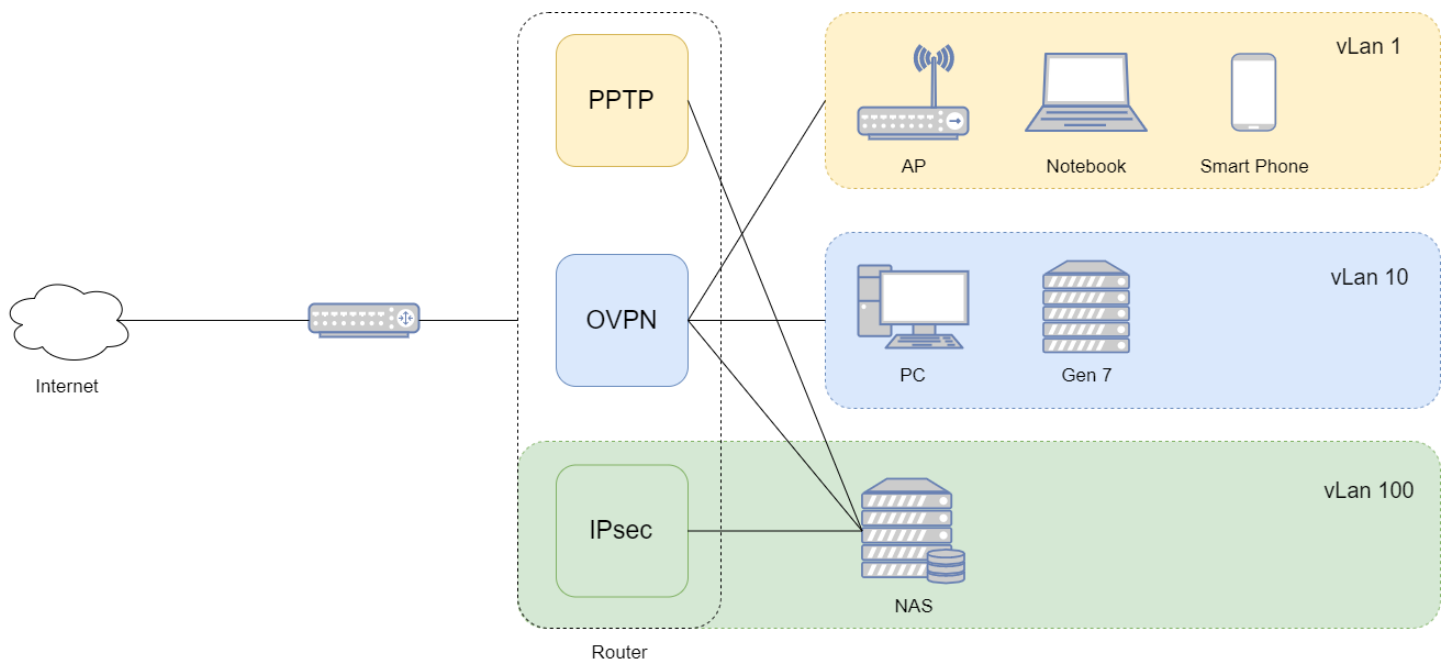 PPTP
vLan 1
AP
Notebook
Smart Phone
OVPN
vLan 10
PC
Gen 7
Internet
IPsec
vLan 100
NAS
Router